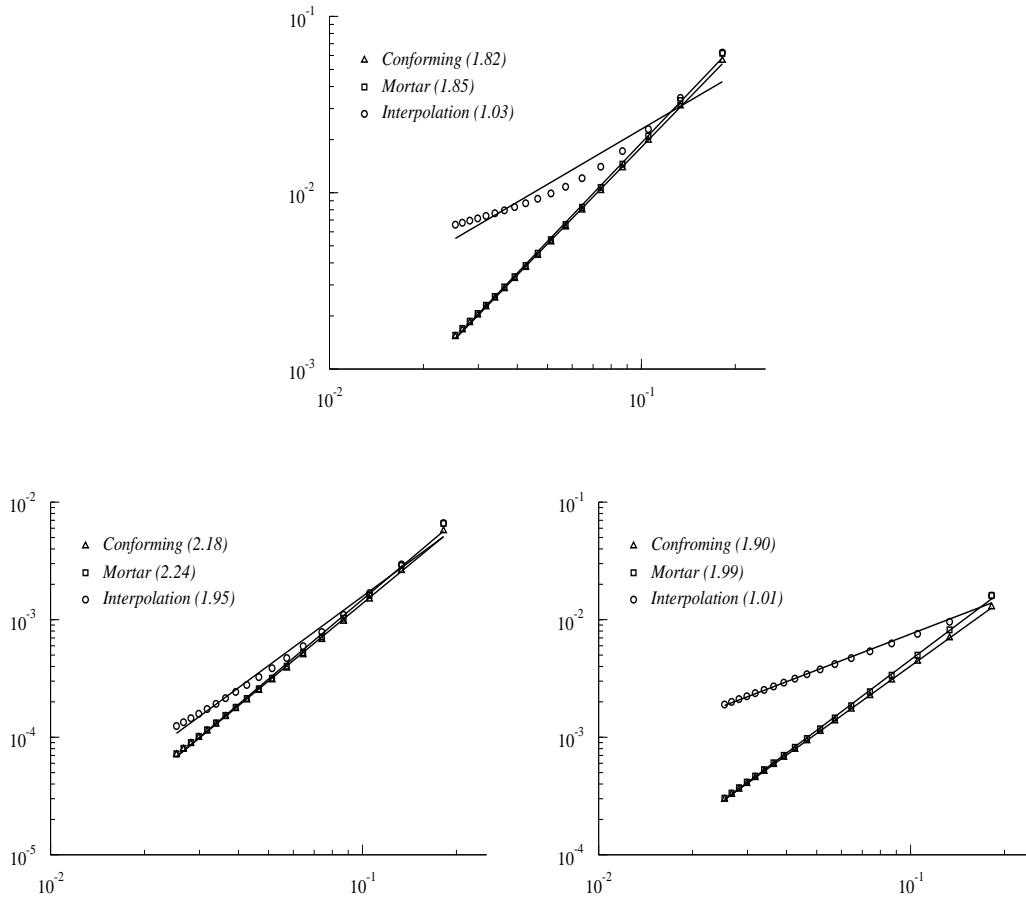 10-1
Conforming (1.82)
Mortar (1.85)
Interpolation (1.03)
10-2
10-3
10-2
10-1
10-2
Conforming (2.18)
Mortar (2.24)
Interpolation (1.95)
10-3
10-4
10-5
10-2
10-1
10-1
Confroming (1.90)
Mortar (1.99)
Interpolation (1.01)
10-2
10-3
10-4
10-2
10-1